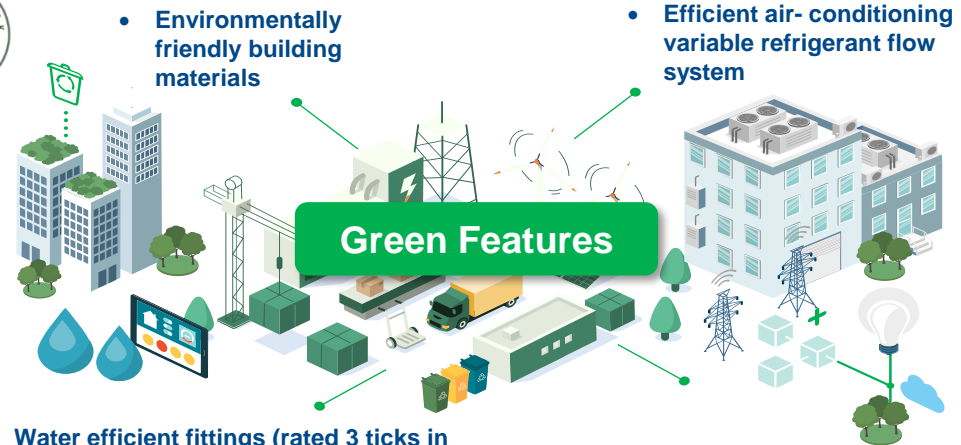 • Environmentally
friendly building
materials
• Efficient air- conditioning
variable refrigerant flow
system
Green Features
Water efficient fittings (rated 3 ticks in